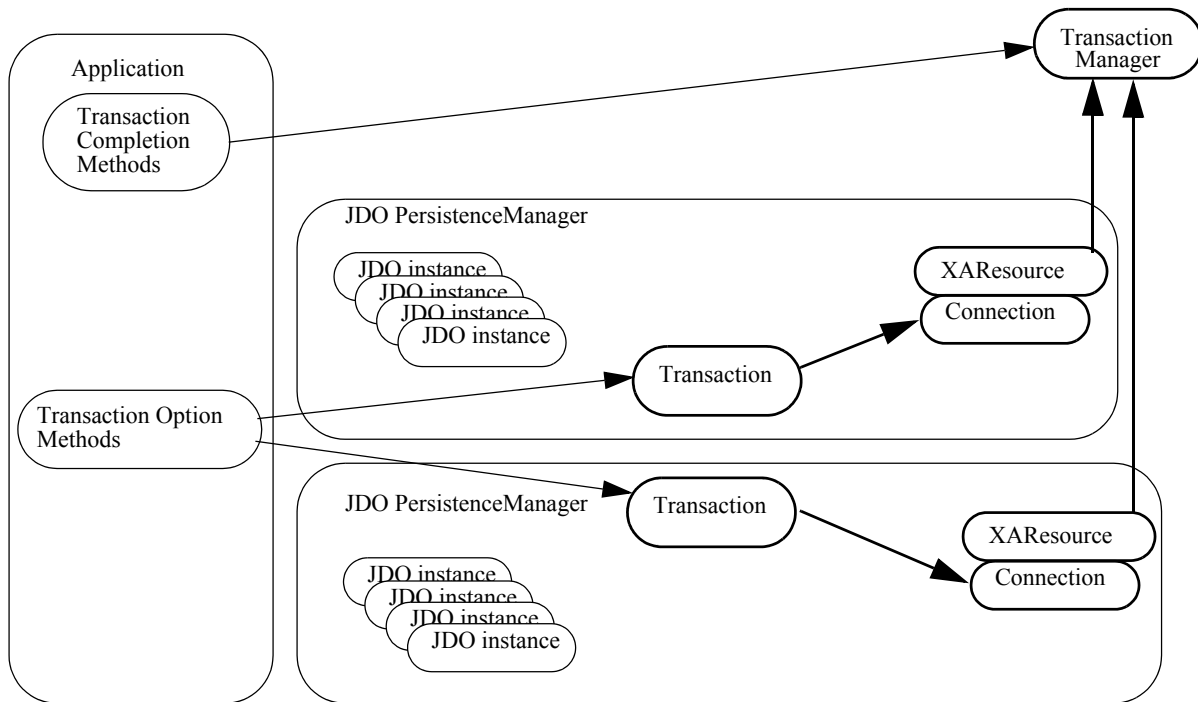 Transaction
Manager
Application
Transaction
Completion
Methods
JDO PersistenceManager
JDO instance
JDO instance
JDO instance
JDO instance
XAResource
Connection
Transaction
Transaction Option
Methods
JDO PersistenceManager
Transaction
XAResource
Connection
JDO instance
JDO instance
JDO instance
JDO instance